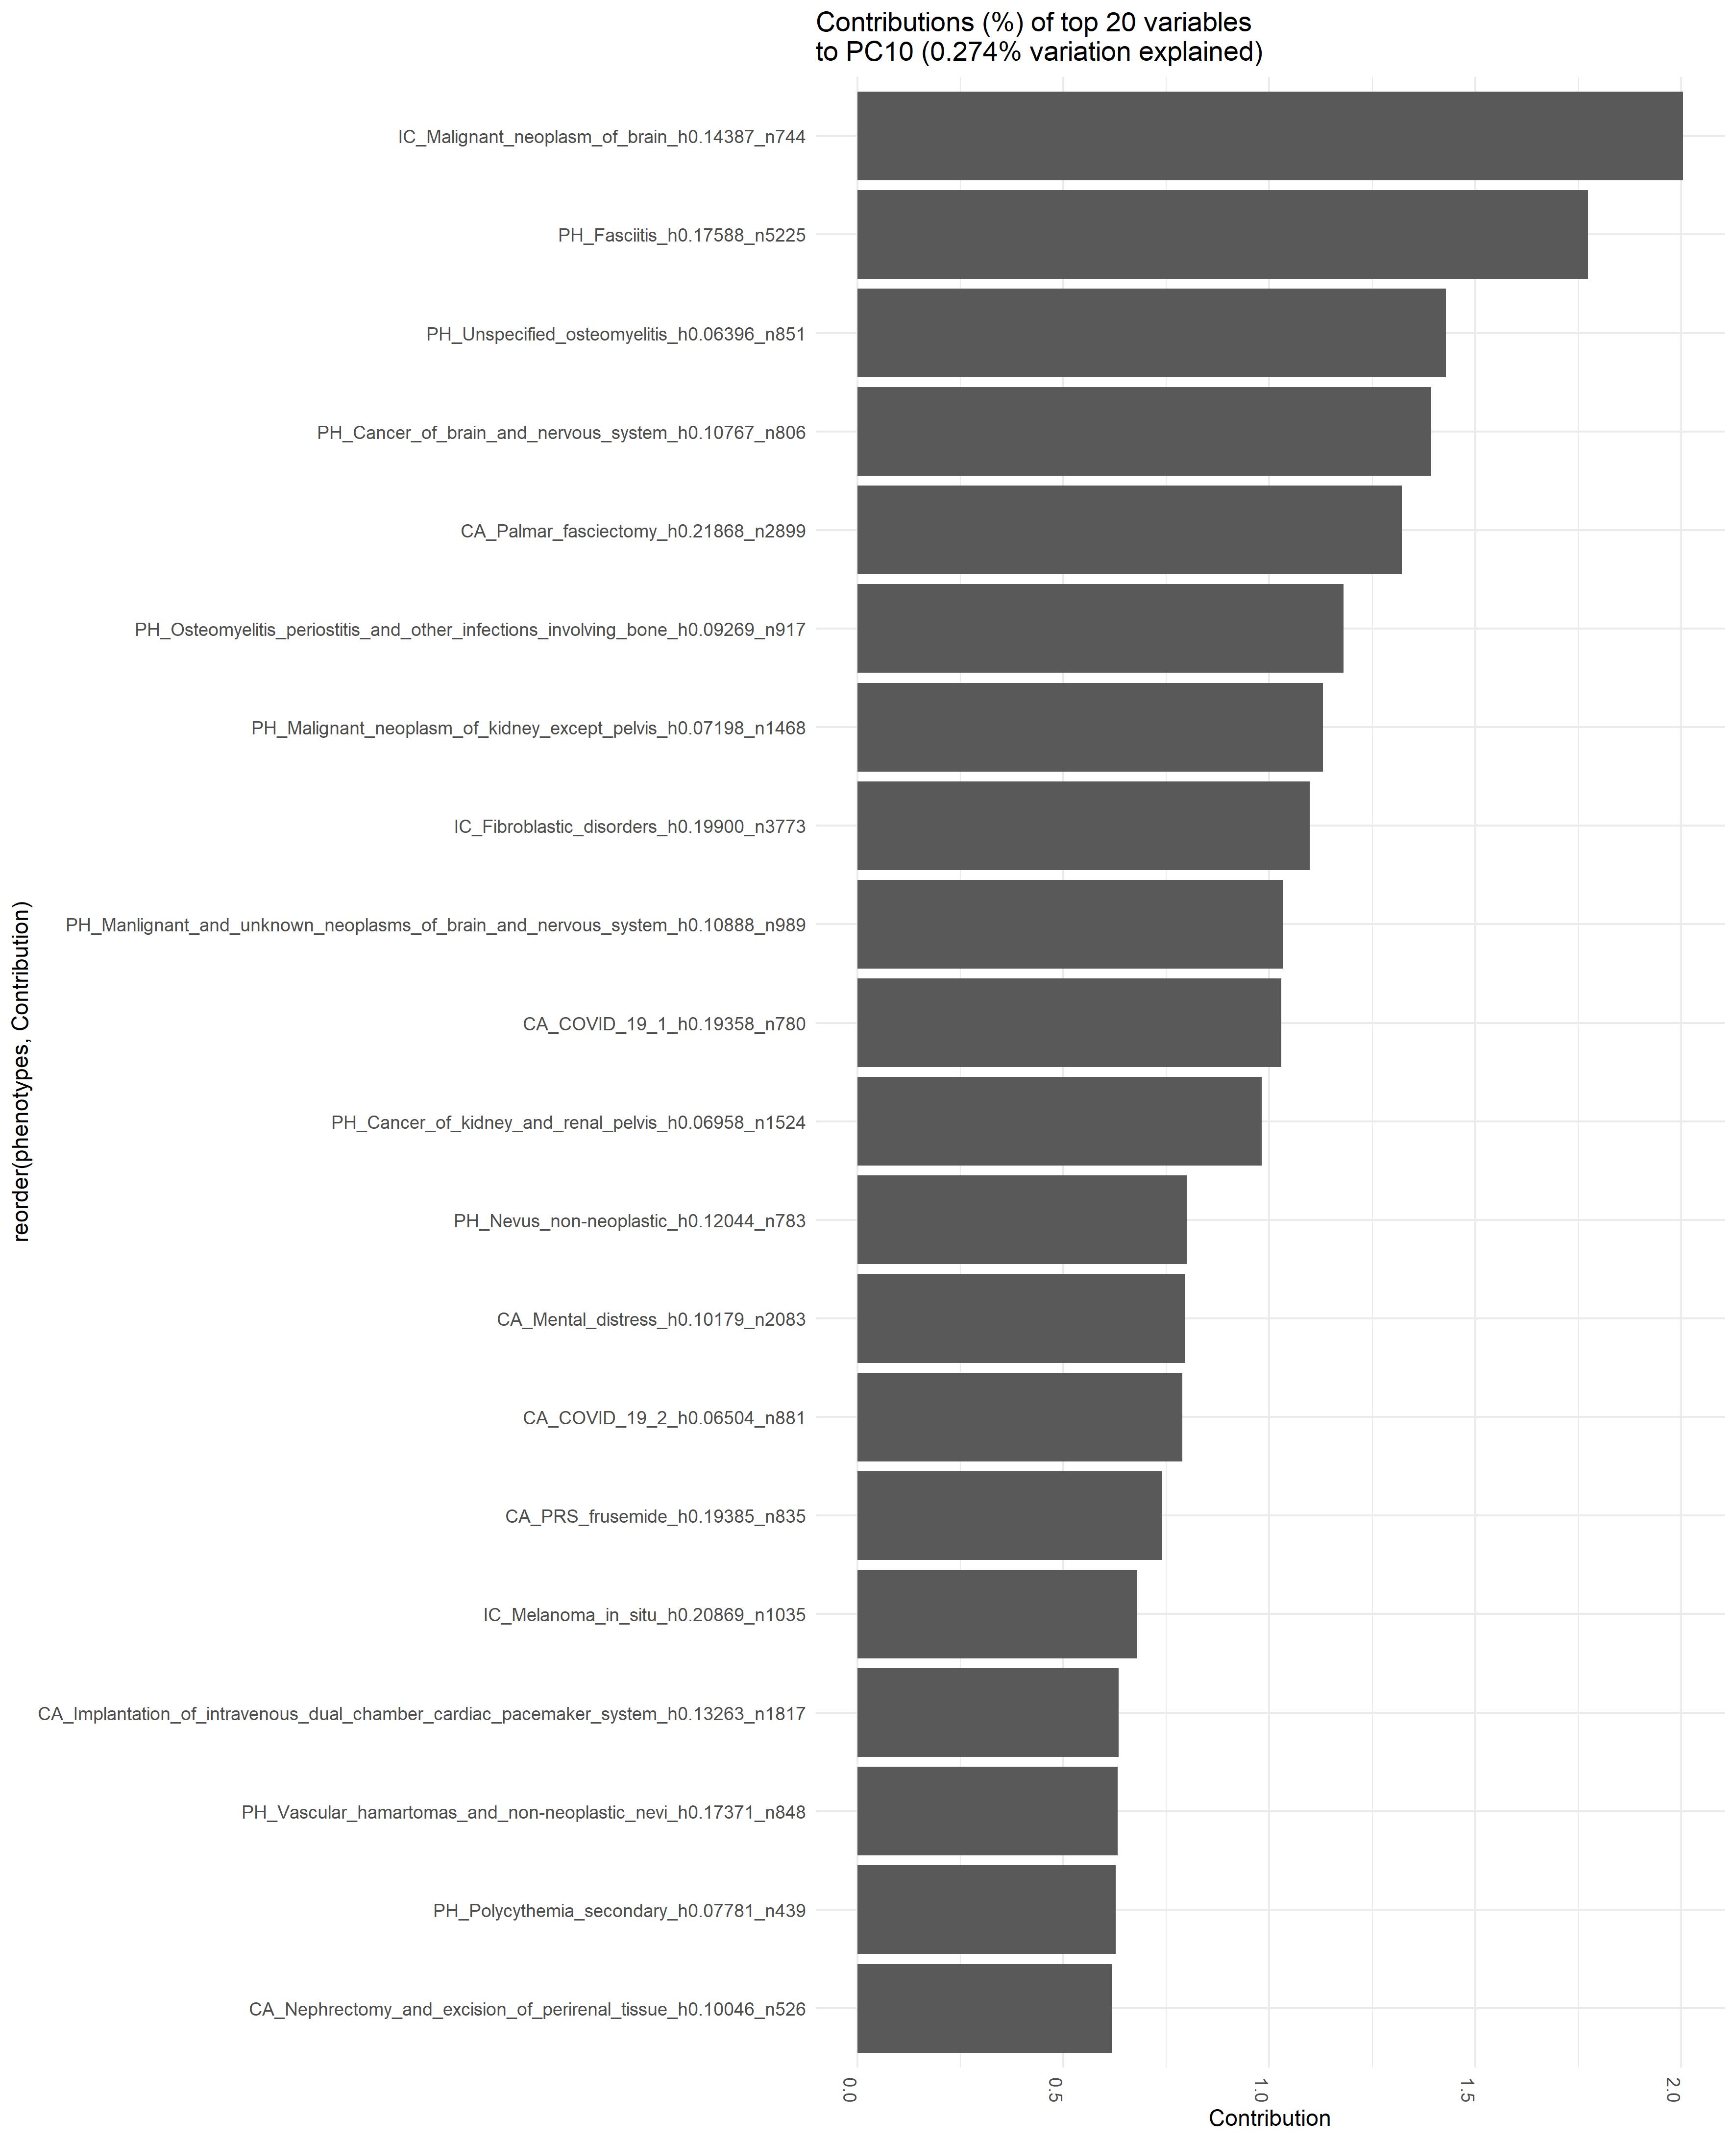 Contributions (%) of top 20 variables
to PC10 (0.274% variation explained)
IC_Malignant_neoplasm_of_brain_h0.14387_n744
PH_Fasciitis_h0.17588_n5225
PH_Unspecified_osteomyelitis_h0.06396_n851
PH_Cancer_of_brain_and_nervous_system_h0.10767_n806
CA_Palmar_fasciectomy_h0.21868_n2899
PH_Osteomyelitis_periostitis_and_other_infections_involving_bone_h0.09269_n917
PH_Malignant_neoplasm_of_kidney_except_pelvis_h0.07198_n1468
IC_Fibroblastic_disorders_h0.19900_n3773
PH_Manlignant_and_unknown_neoplasms_of_brain_and_nervous_system_h0.10888_n989
CA_COVID_19_1_h0.19358_n780
PH_Cancer_of_kidney_and_renal_pelvis_h0.06958_n1524
PH_Nevus_non-neoplastic_h0.12044_n783
CA_Mental_distress_h0.10179_n2083
CA_COVID_19_2_h0.06504_n881
CA_PRS_frusemide_h0.19385_n835
IC_Melanoma_in_situ_h0.20869_n1035
CA_Implantation_of_intravenous_dual_chamber_cardiac_pacemaker_system_h0.13263_n1817
PH_Vascular_hamartomas_and_non-neoplastic_nevi_h0.17371_n848
PH_Polycythemia_secondary_h0.07781_n439
CA_Nephrectomy_and_excision_of_perirenal_tissue_h0.10046_n526
reorder(phenotypes, Contribution)
0.0
0.5
1.0
1.5
2.0
Contribution